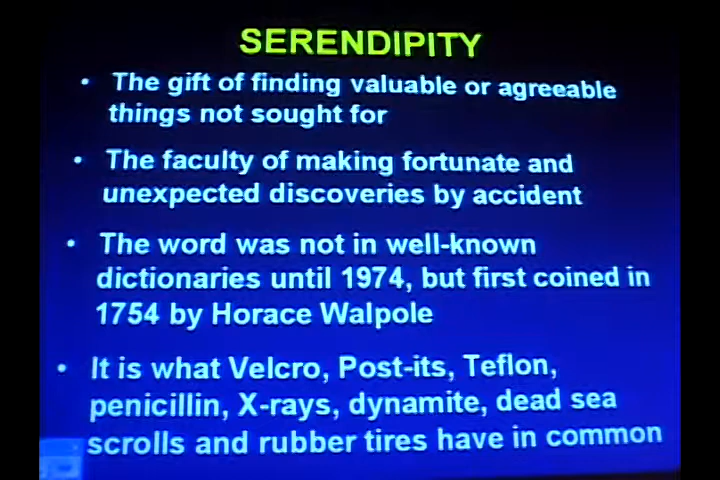 SERENDIPITY
• The gift of finding valuable or agreeable
things not sought for
• The faculty of making fortunate and
unexpected discoveries by accident
• The word was not in well-known
dictionaries until 1974, but first coined in
1754 by Horace Walpole
• It is what Velcro, Post-its, Teflon,
penicillin, X-rays, dynamite, dead sea
scrolls and rubber tires have in common